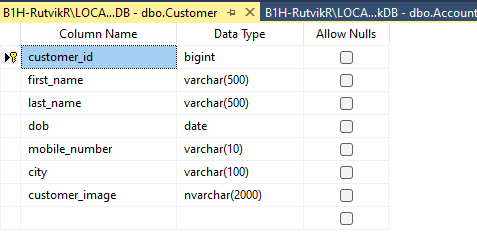 B1H-RutvikR\LOCA...DB - dbo.Customer B1H-RutvikR\LOCA...kDB - dbo.Account
Column Name Data Type Allow Nulls
customer_id bigint
first_name varchar(500)
last_name varchar(500)
dob date
mobile_number varchar(10)
city varchar(100)
customer_image nvarchar(2000)